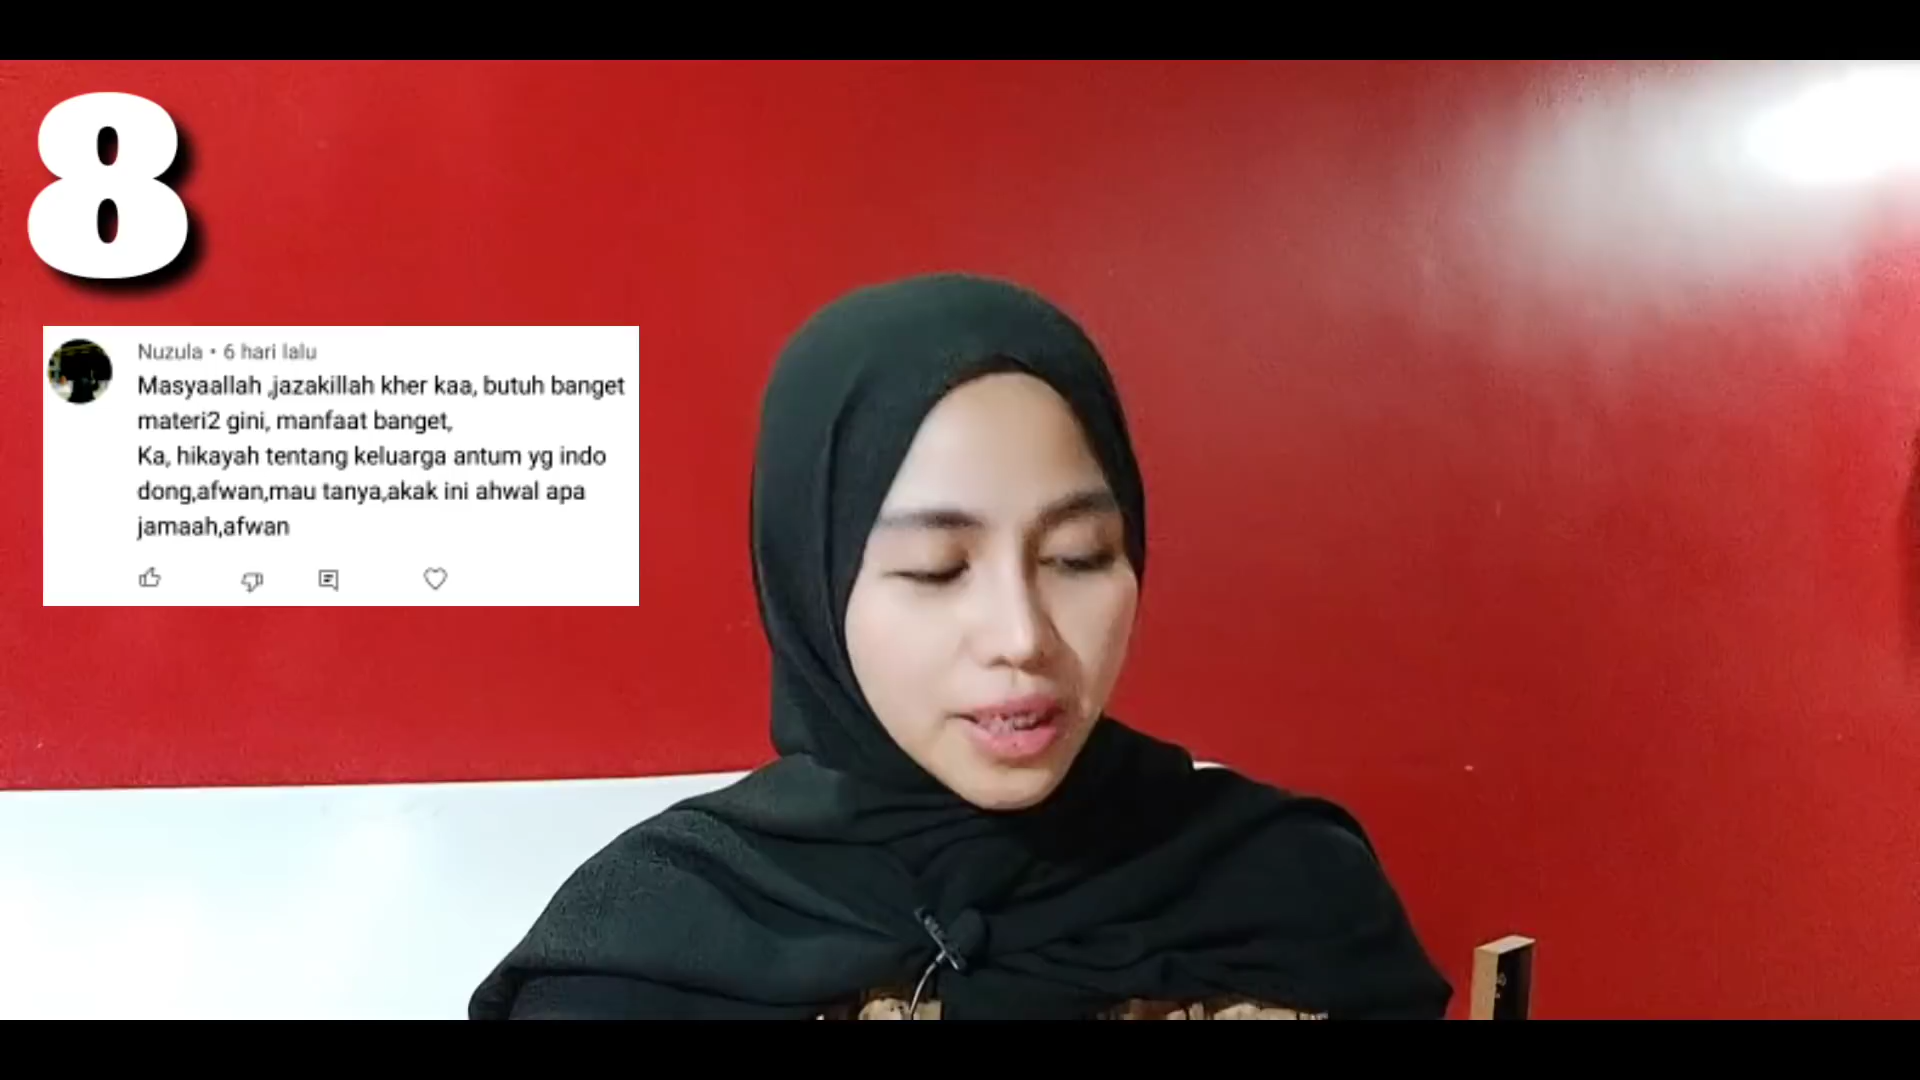 8
Nuzula • 6 hari lalu
Masyaallah ,jazakillah kher kaa, butuh banget
materi2 gini, manfaat banget,
Ka, hikayah tentang keluarga antum yg indo
dong,afwan,mau tanya,akak ini ahwal apa
jamaah,afwan